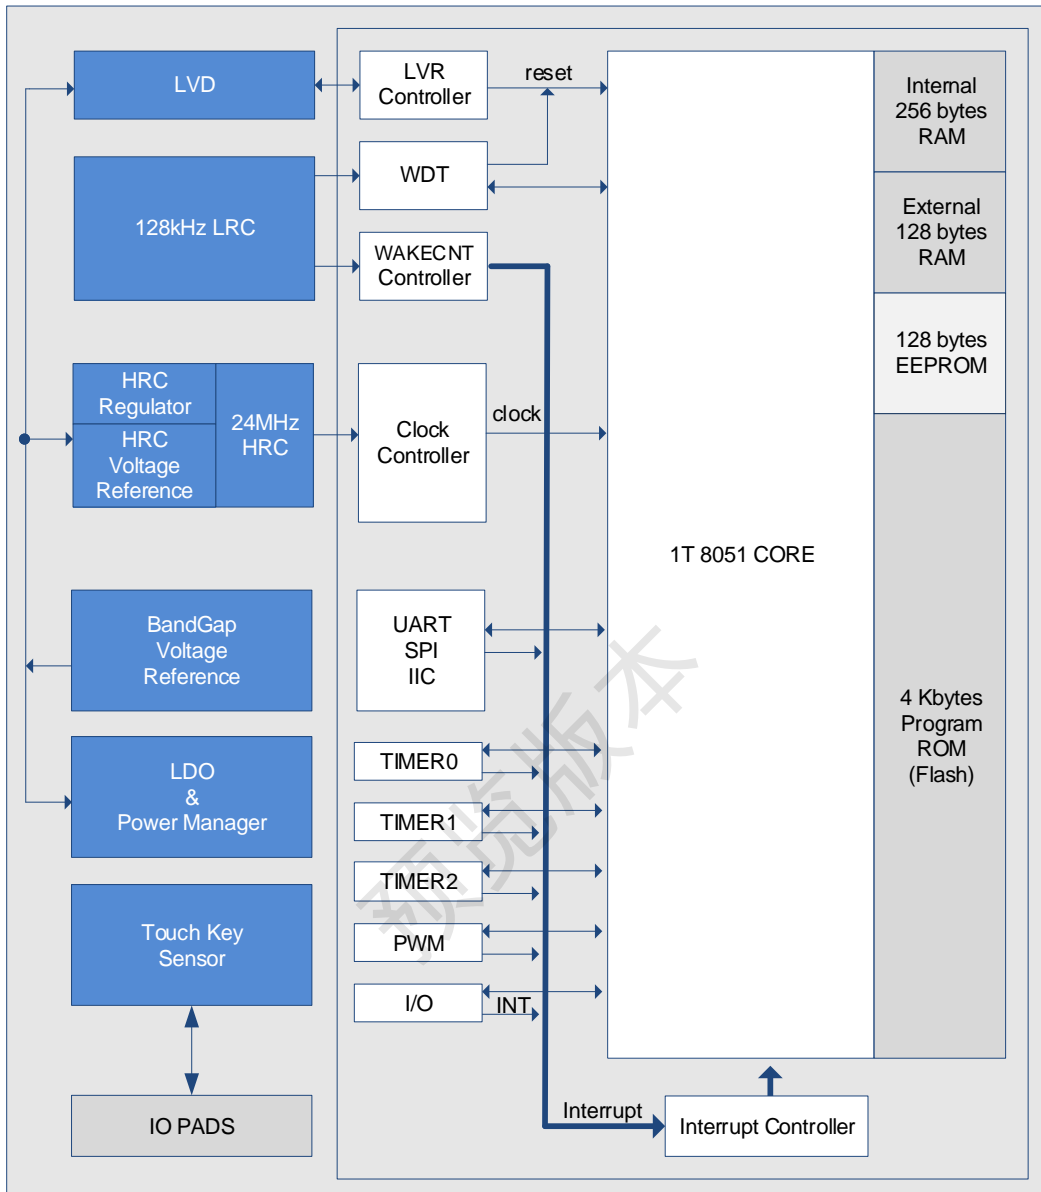 LVD
LVR
Controller
reset
Internal
256 bytes
RAM
WDT
128kHz LRC
External
128 bytes
RAM
WAKECNT
Controller
128 bytes
EEPROM
HRC
Regulator
HRC
Voltage
Reference
24MHz
HRC
Clock
Controller
clock
1T 8051 CORE
BandGap
Voltage
Reference
UART
SPI
IIC
4 Kbytes
Program
ROM
(Flash)
LDO
&
Power Manager
TIMER0
TIMER1
TIMER2
Touch Key
Sensor
PWM
I/O
INT
IO PADS
Interrupt
Interrupt Controller
预览版本